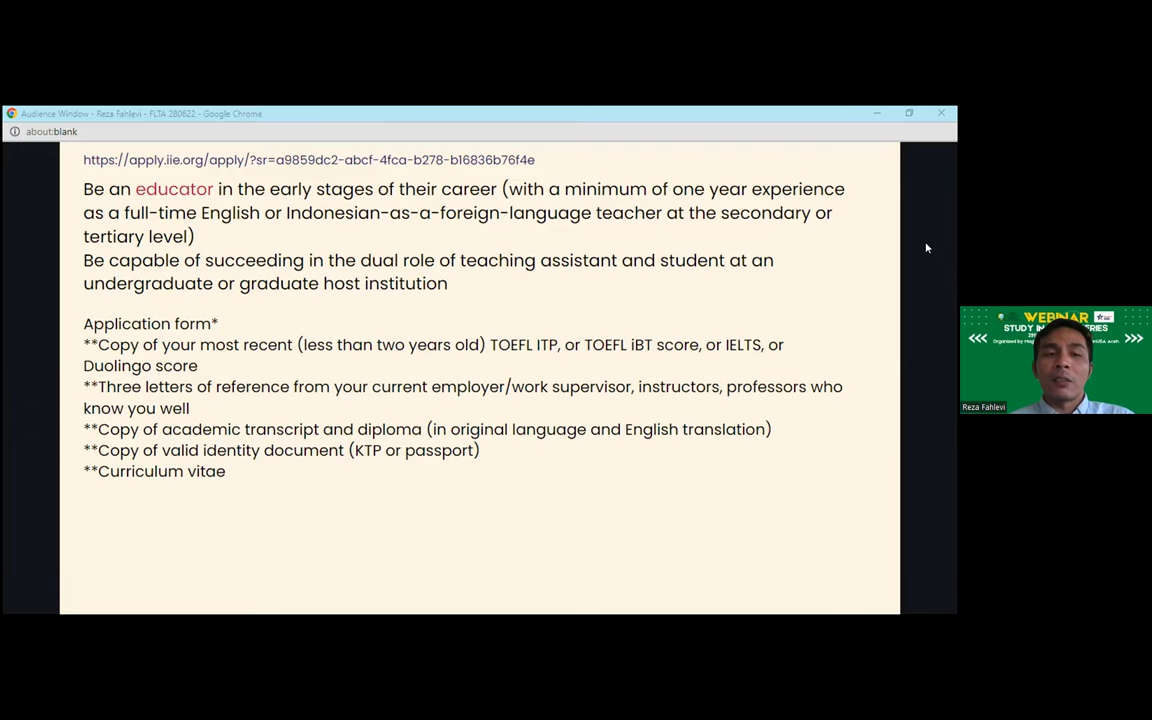 Audience Window - Reza Fahlevi - FLTA 280622 - Google Chrome
about:blank
https://apply.iie.org/apply/?sr=a9859dc2-abcf-4fca-b278-b16836b76f4e
Be an educator in the early stages of their career (with a minimum of one year experience
as a full-time English or Indonesian-as-a-foreign-language teacher at the secondary or
tertiary level)
Be capable of succeeding in the dual role of teaching assistant and student at an
undergraduate or graduate host institution
Application form*
**Copy of your most recent (less than two years old) TOEFL ITP, or TOEFL iBT score, or IELTS, or
Duolingo score
**Three letters of reference from your current employer/work supervisor, instructors, professors who
know you well
**Copy of academic transcript and diploma (in original language and English translation)
**Copy of valid identity document (KTP or passport)
**Curriculum vitae
WEBINAR
STUDY IN
Organized by
Aceh
Reza Fahlevi